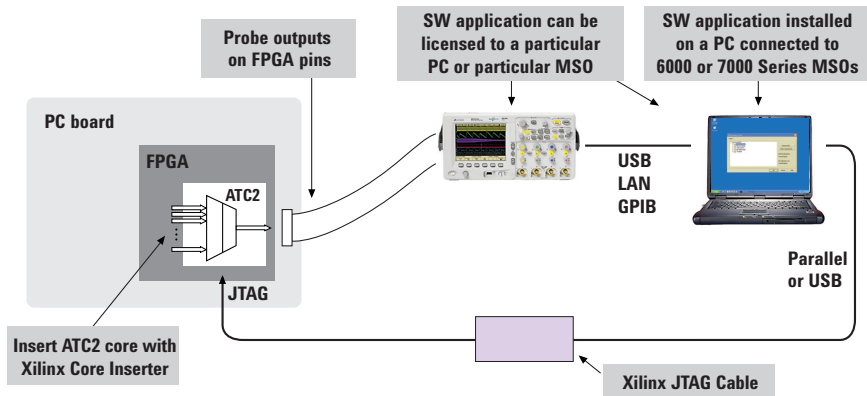 Probe outputs
on FPGA pins
SW application can be
licensed to a particular
PC or particular MSO
SW application installed
on a PC connected to
6000 or 7000 Series MSOs
PC board
FPGA
ATC2
USB
LAN
GPIB
Parallel
or USB
JTAG
Insert ATC2 core with
Xilinx Core Inserter
Xilinx JTAG Cable